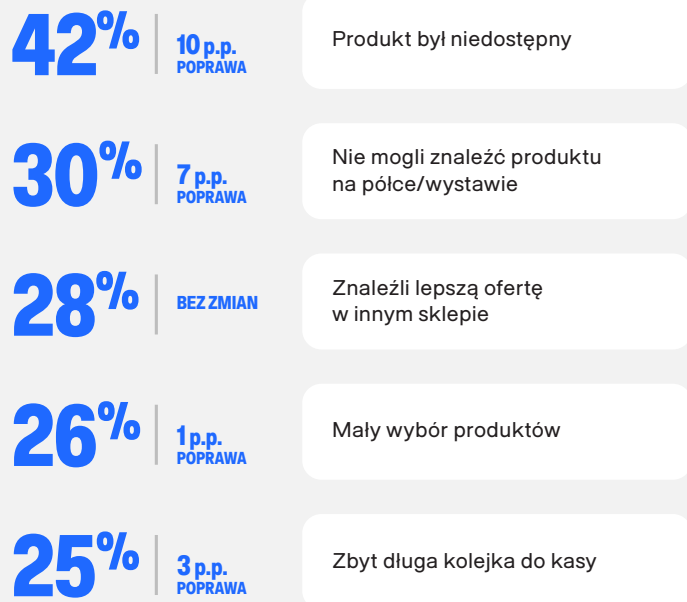 42%
10 p.p.
POPRAWA
Produkt był niedostępny
30%
7 p.p.
POPRAWA
Nie mogli znaleźć produktu
na półce/wystawie
28%
BEZ ZMIAN
Znaleźli lepszą ofertę
w innym sklepie
26%
1 p.p.
POPRAWA
Mały wybór produktów
25%
3 p.p.
POPRAWA
Zbyt długa kolejka do kasy